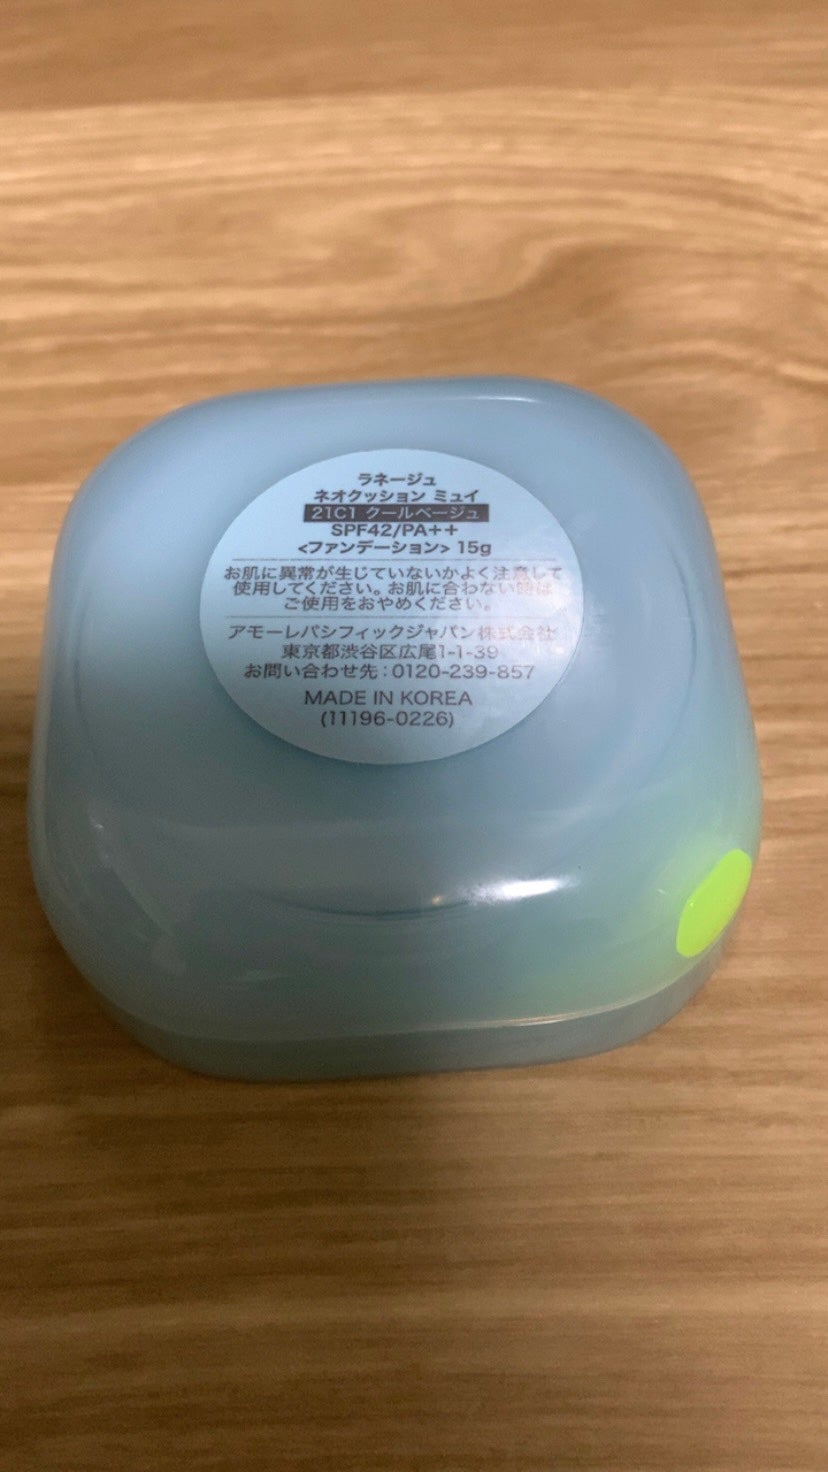 ラネージュ
ネオクッション ミュイ
21C1 クールベージュ
SPF42/PA++
<ファンデーション> 15g
お肌に異常が生じていないかよく注意して
使用してください。お肌に合わない時は
ご使用をおやめください。
アモーレパシフィックジャパン株式会社
東京都渋谷区広尾1-1-39
お問い合わせ先:0120-239-857
MADE IN KOREA
(11196-0226)